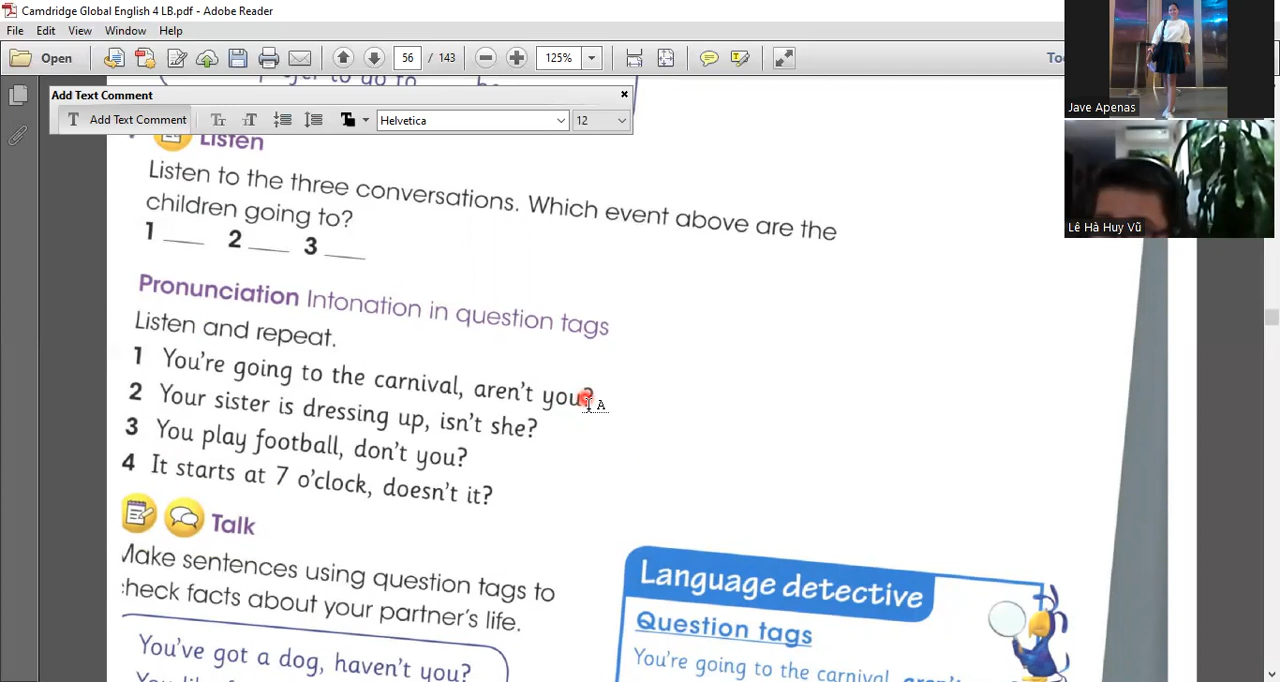 Camdridge Global English 4 LB.pdf - Adobe Reader
File Edit View Window Help
Open 56 / 143 125%
Jave Apenas
Add Text Comment
T Add Text Comment Helvetica 12
Lê Hà Huy Vũ
Listen
Listen to the three conversations. Which event above are the
children going to?
1 ____ 2 ____ 3 ____
Pronunciation Intonation in question tags
Listen and repeat.
1 You're going to the carnival, aren't you?
2 Your sister is dressing up, isn't she?
3 You play football, don't you?
4 It starts at 7 o'clock, doesn't it?
Talk
Make sentences using question tags to
check facts about your partner's life.
You've got a dog, haven't you?
Language detective
Question tags
You're going to the carnival,